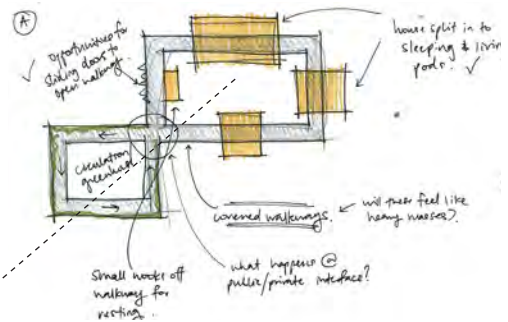 A
opportunities for
sliding doors to
open walkway.
house split in to
sleeping & livin
pods.
circulation
greenhouse
covered walkways.
will these feel like
heavy masses?
small nooks off
walkway for
resting.
what happens @
public/private interface?